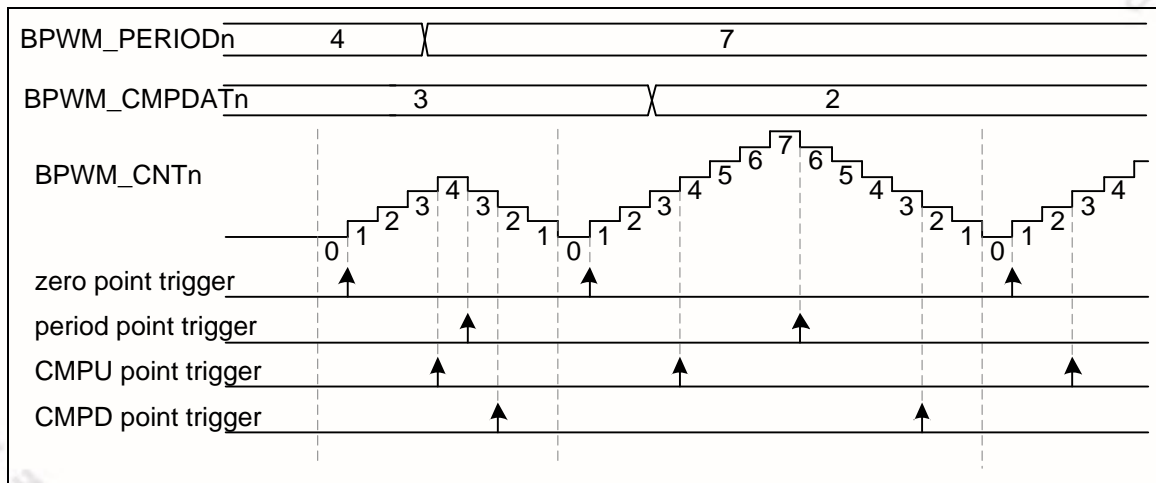 BPWM_PERIODn 4 7
BPWM_CMPDATn 3 2
BPWM_CNTn
0 1 2 3 4 3 2 1 0 1 2 3 4 5 6 7 6 5 4 3 2 1 0 1 2 3 4
zero point trigger
period point trigger
CMPU point trigger
CMPD point trigger